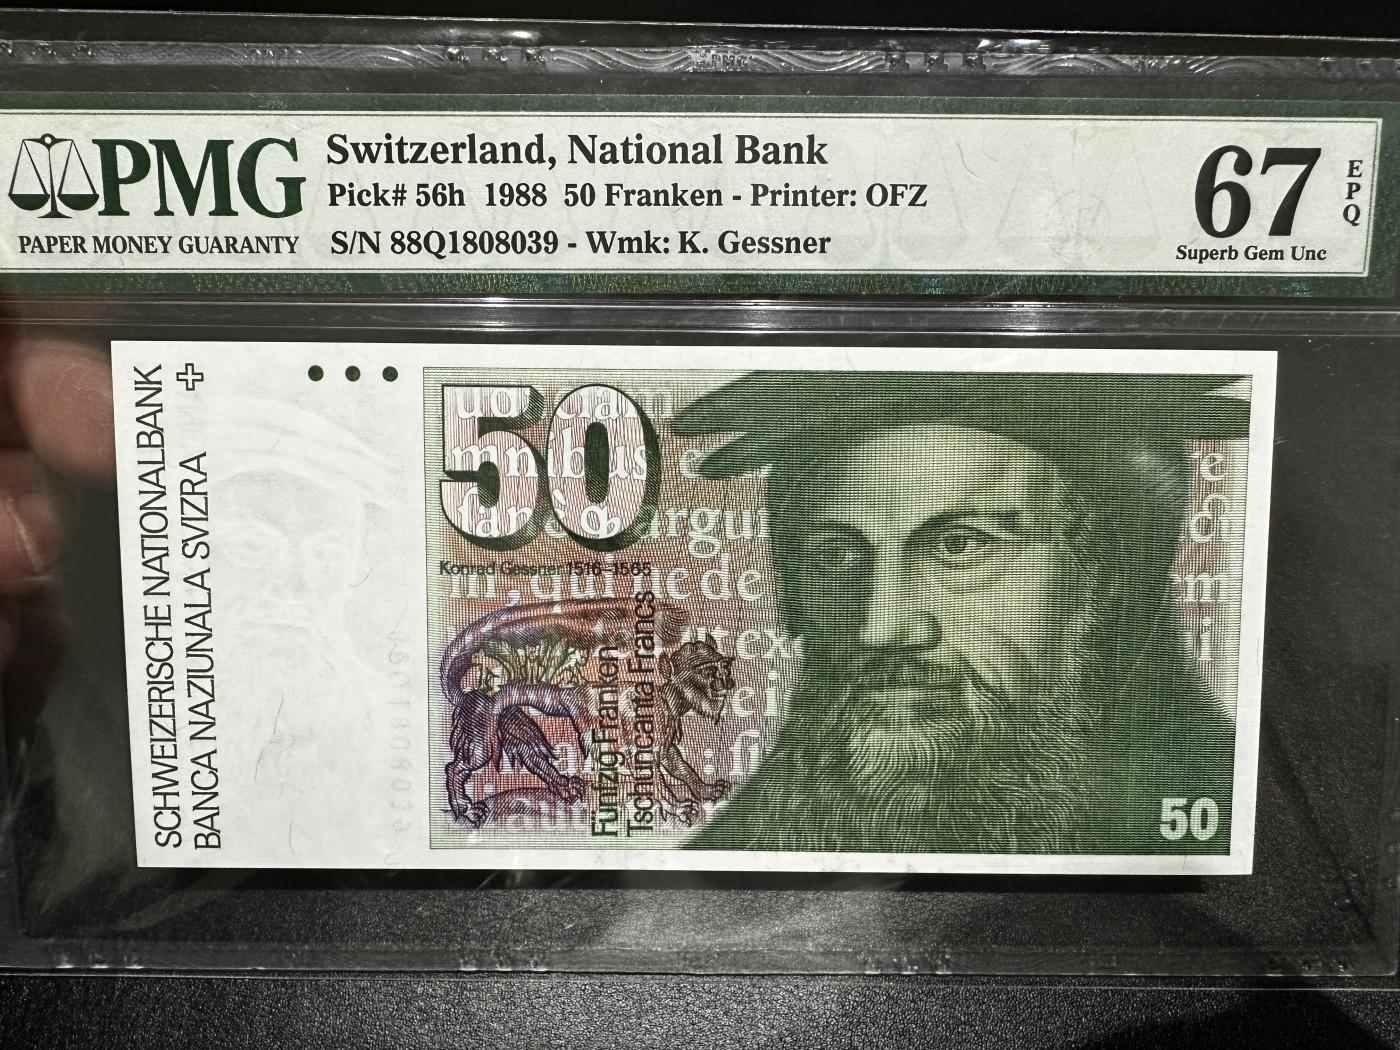 PMG
PAPER MONEY GUARANTY
Switzerland, National Bank
Pick# 56h 1988 50 Franken - Printer: OFZ
S/N 88Q1808039 - Wmk: K. Gessner
67
EPQ
Superb Gem Unc
SCHWEIZERISCHE NATIONALBANK
BANCA NAZIUNALA SVIZRA
50
Konrad Gessner 1516–1565
Fünfzig Franken
Tschuncanta Francs
50